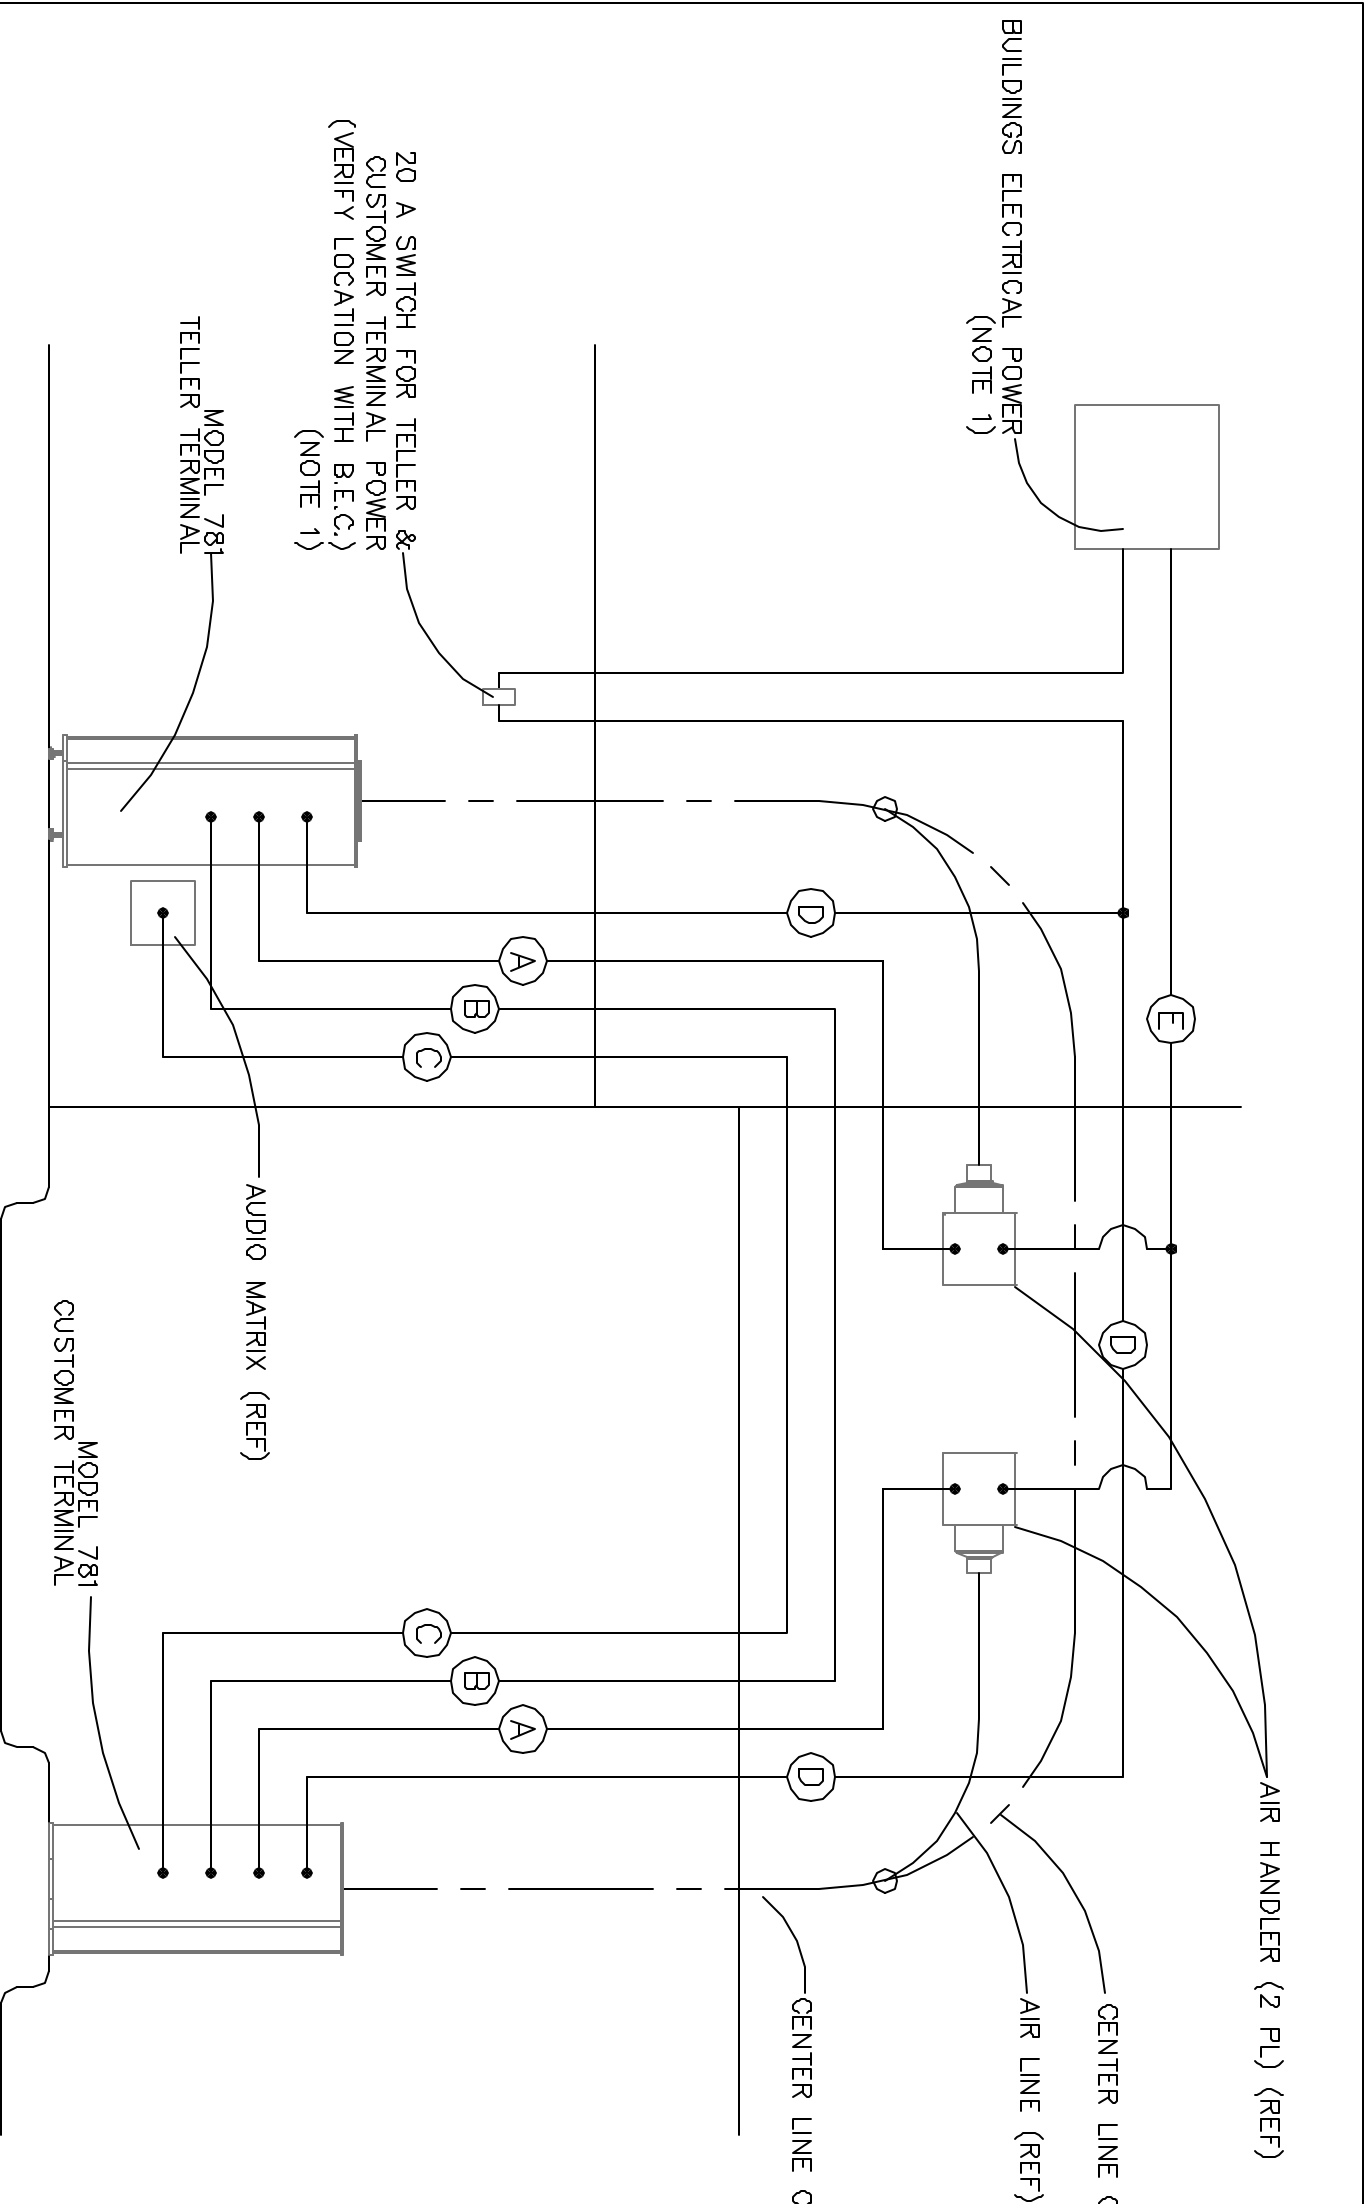 BUILDINGS ELECTRICAL POWER
(NOTE 1)
20 A SWITCH FOR TELLER &
CUSTOMER TERMINAL POWER
(VERIFY LOCATION WITH B.E.C.)
(NOTE 1)
MODEL 781
TELLER TERMINAL
D
A
B
C
E
AUDIO MATRIX (REF)
MODEL 781
CUSTOMER TERMINAL
D
C
B
A
D
AIR HANDLER (2 PL) (REF)
CENTER LINE
AIR LINE (REF)
CENTER LINE